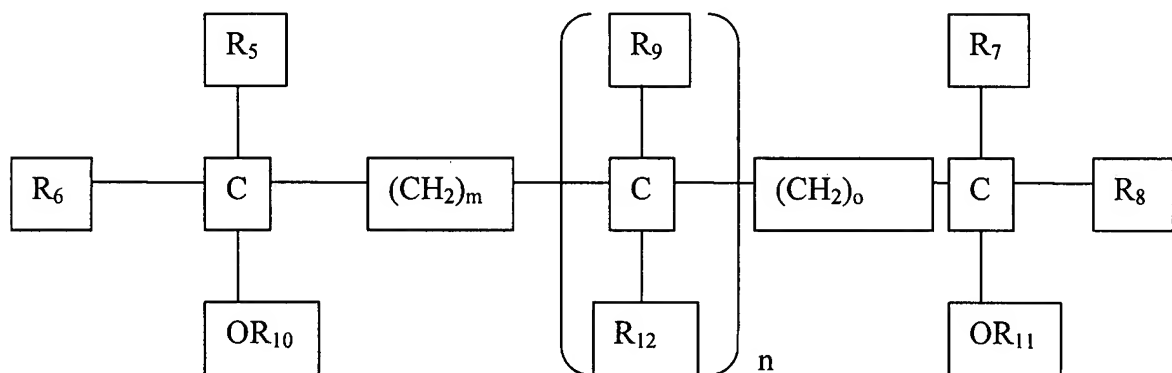 R₅ R₉ R₇
R₆ C (CH₂)ₘ C (CH₂)ₒ C R₈
OR₁₀ R₁₂ OR₁₁
n